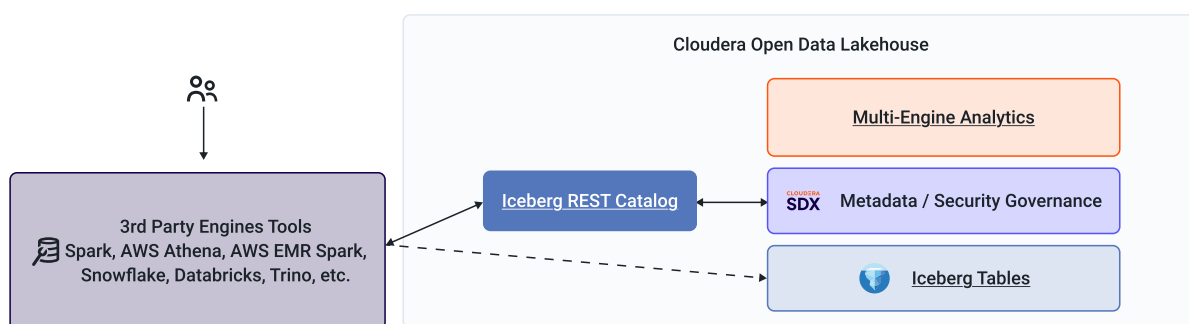 Cloudera Open Data Lakehouse
Multi-Engine Analytics
Iceberg REST Catalog
CLOUDERA
SDX
Metadata / Security Governance
3rd Party Engines Tools
Spark, AWS Athena, AWS EMR Spark,
Snowflake, Databricks, Trino, etc.
Iceberg Tables